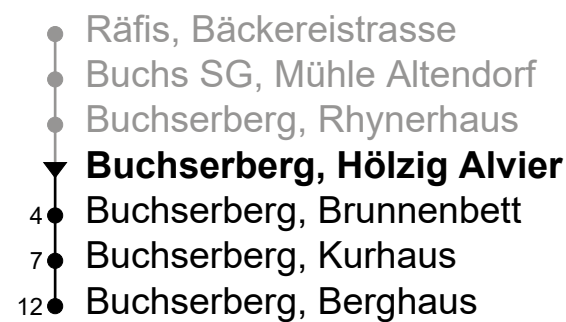 Räfis, Bäckereistrasse
Buchs SG, Mühle Altendorf
Buchserberg, Rhynerhaus
Buchserberg, Hölzig Alvier
4 Buchserberg, Brunnenbett
7 Buchserberg, Kurhaus
12 Buchserberg, Berghaus